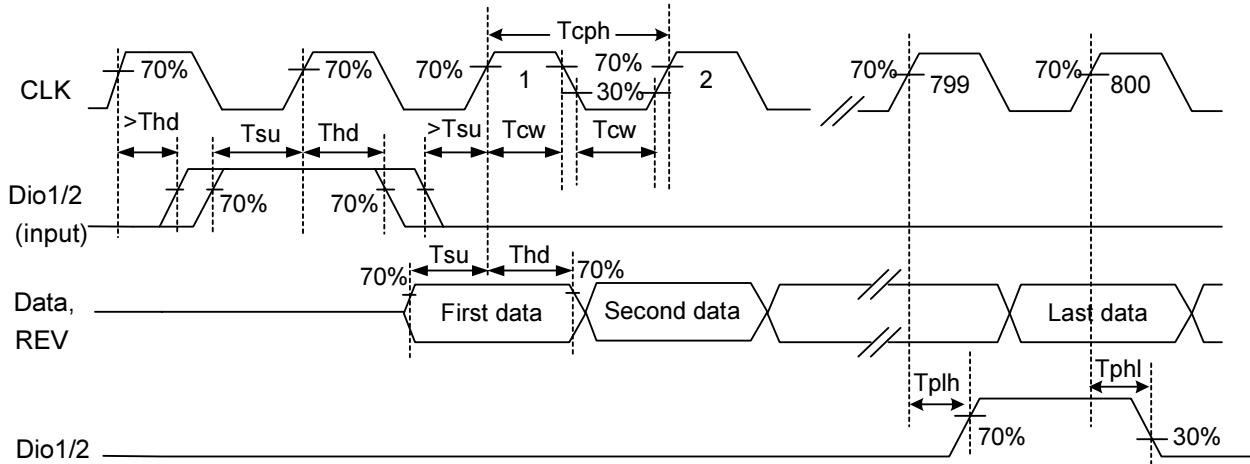 Tcph
CLK
70%
70%
70%
1
70%
30%
2
70%
799
70%
800
>Thd
Tsu
Thd
>Tsu
Tcw
Tcw
Dio1/2
(input)
70%
70%
Tsu
Thd
70%
70%
Data,
REV
First data
Second data
Last data
Tplh
Tphl
Dio1/2
70%
30%